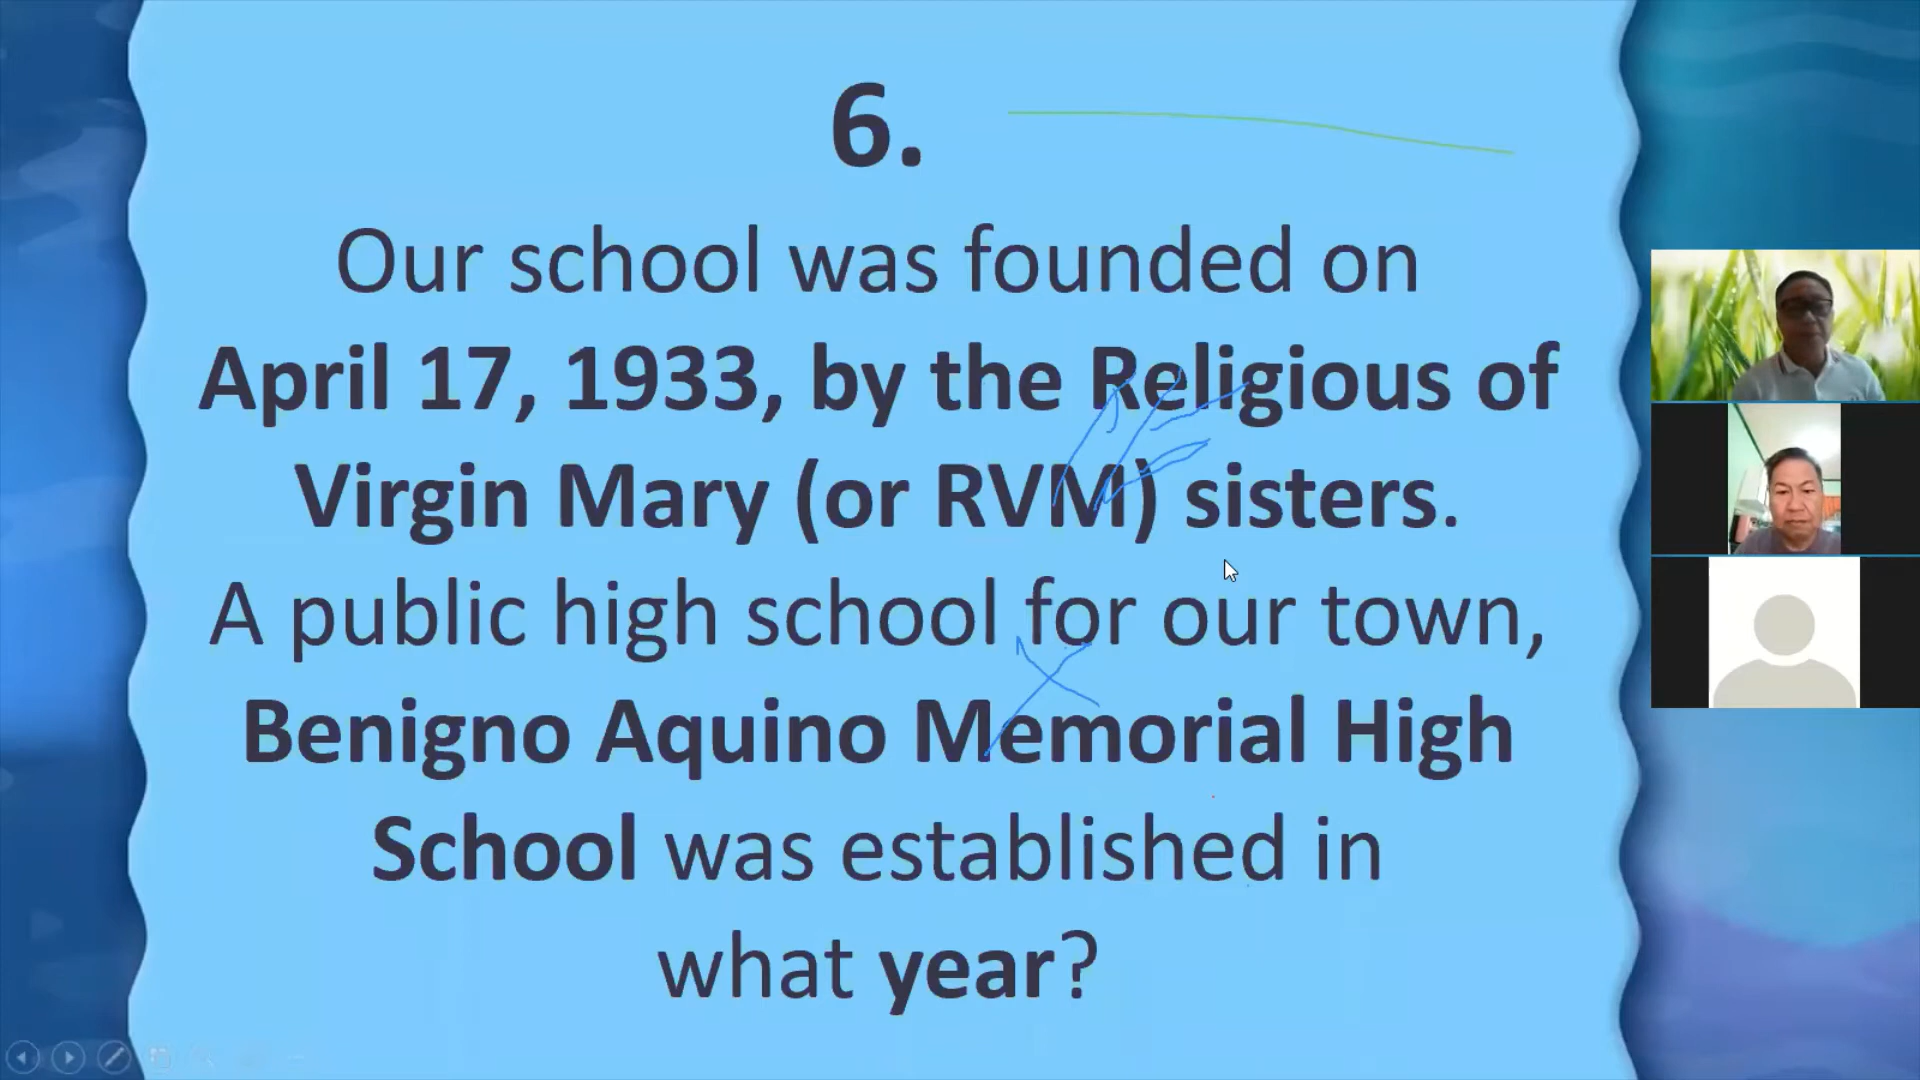 6.
Our school was founded on
April 17, 1933, by the Religious of
Virgin Mary (or RVM) sisters.
A public high school for our town,
Benigno Aquino Memorial High
School was established in
what year?